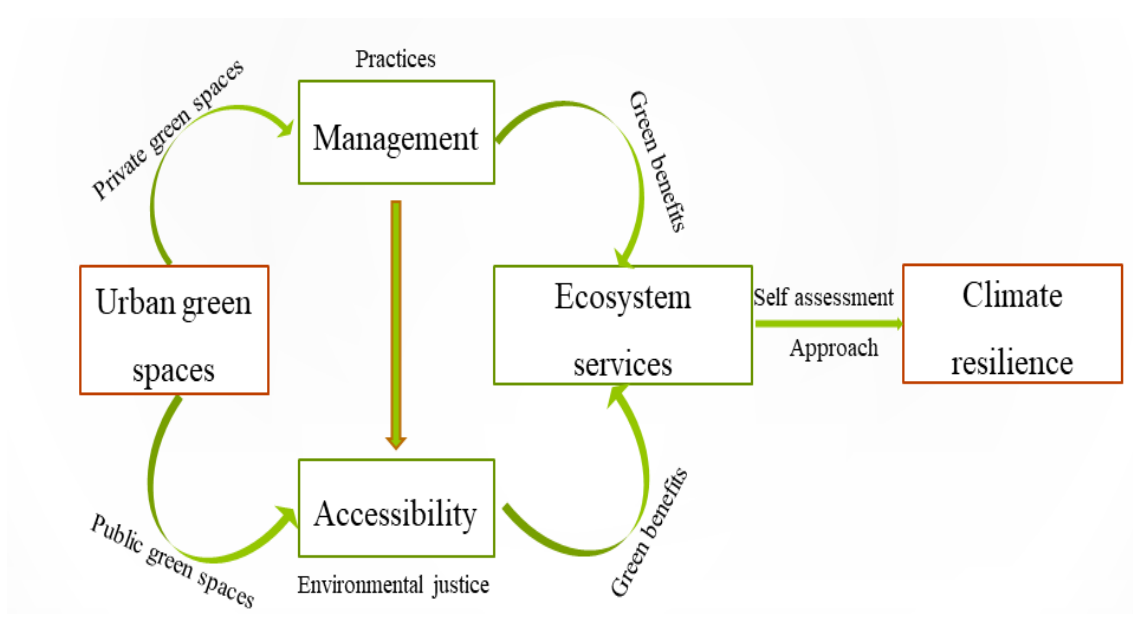 Practices
Management
Private green spaces
Green benefits
Urban green
spaces
Ecosystem
services
Self assessment
Approach
Climate
resilience
Accessibility
Environmental justice
Public green spaces
Green benefits